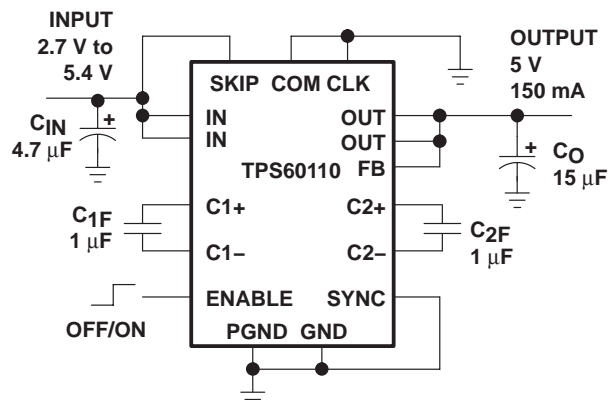 INPUT
2.7 V to
5.4 V
OUTPUT
5 V
150 mA
SKIP COM CLK
IN
IN
OUT
OUT
FB
TPS60110
CIN
+
4.7 μF
CO
+
15 μF
C1F
1 μF
C1+
C1−
C2+
C2−
C2F
1 μF
ENABLE
SYNC
OFF/ON
PGND GND